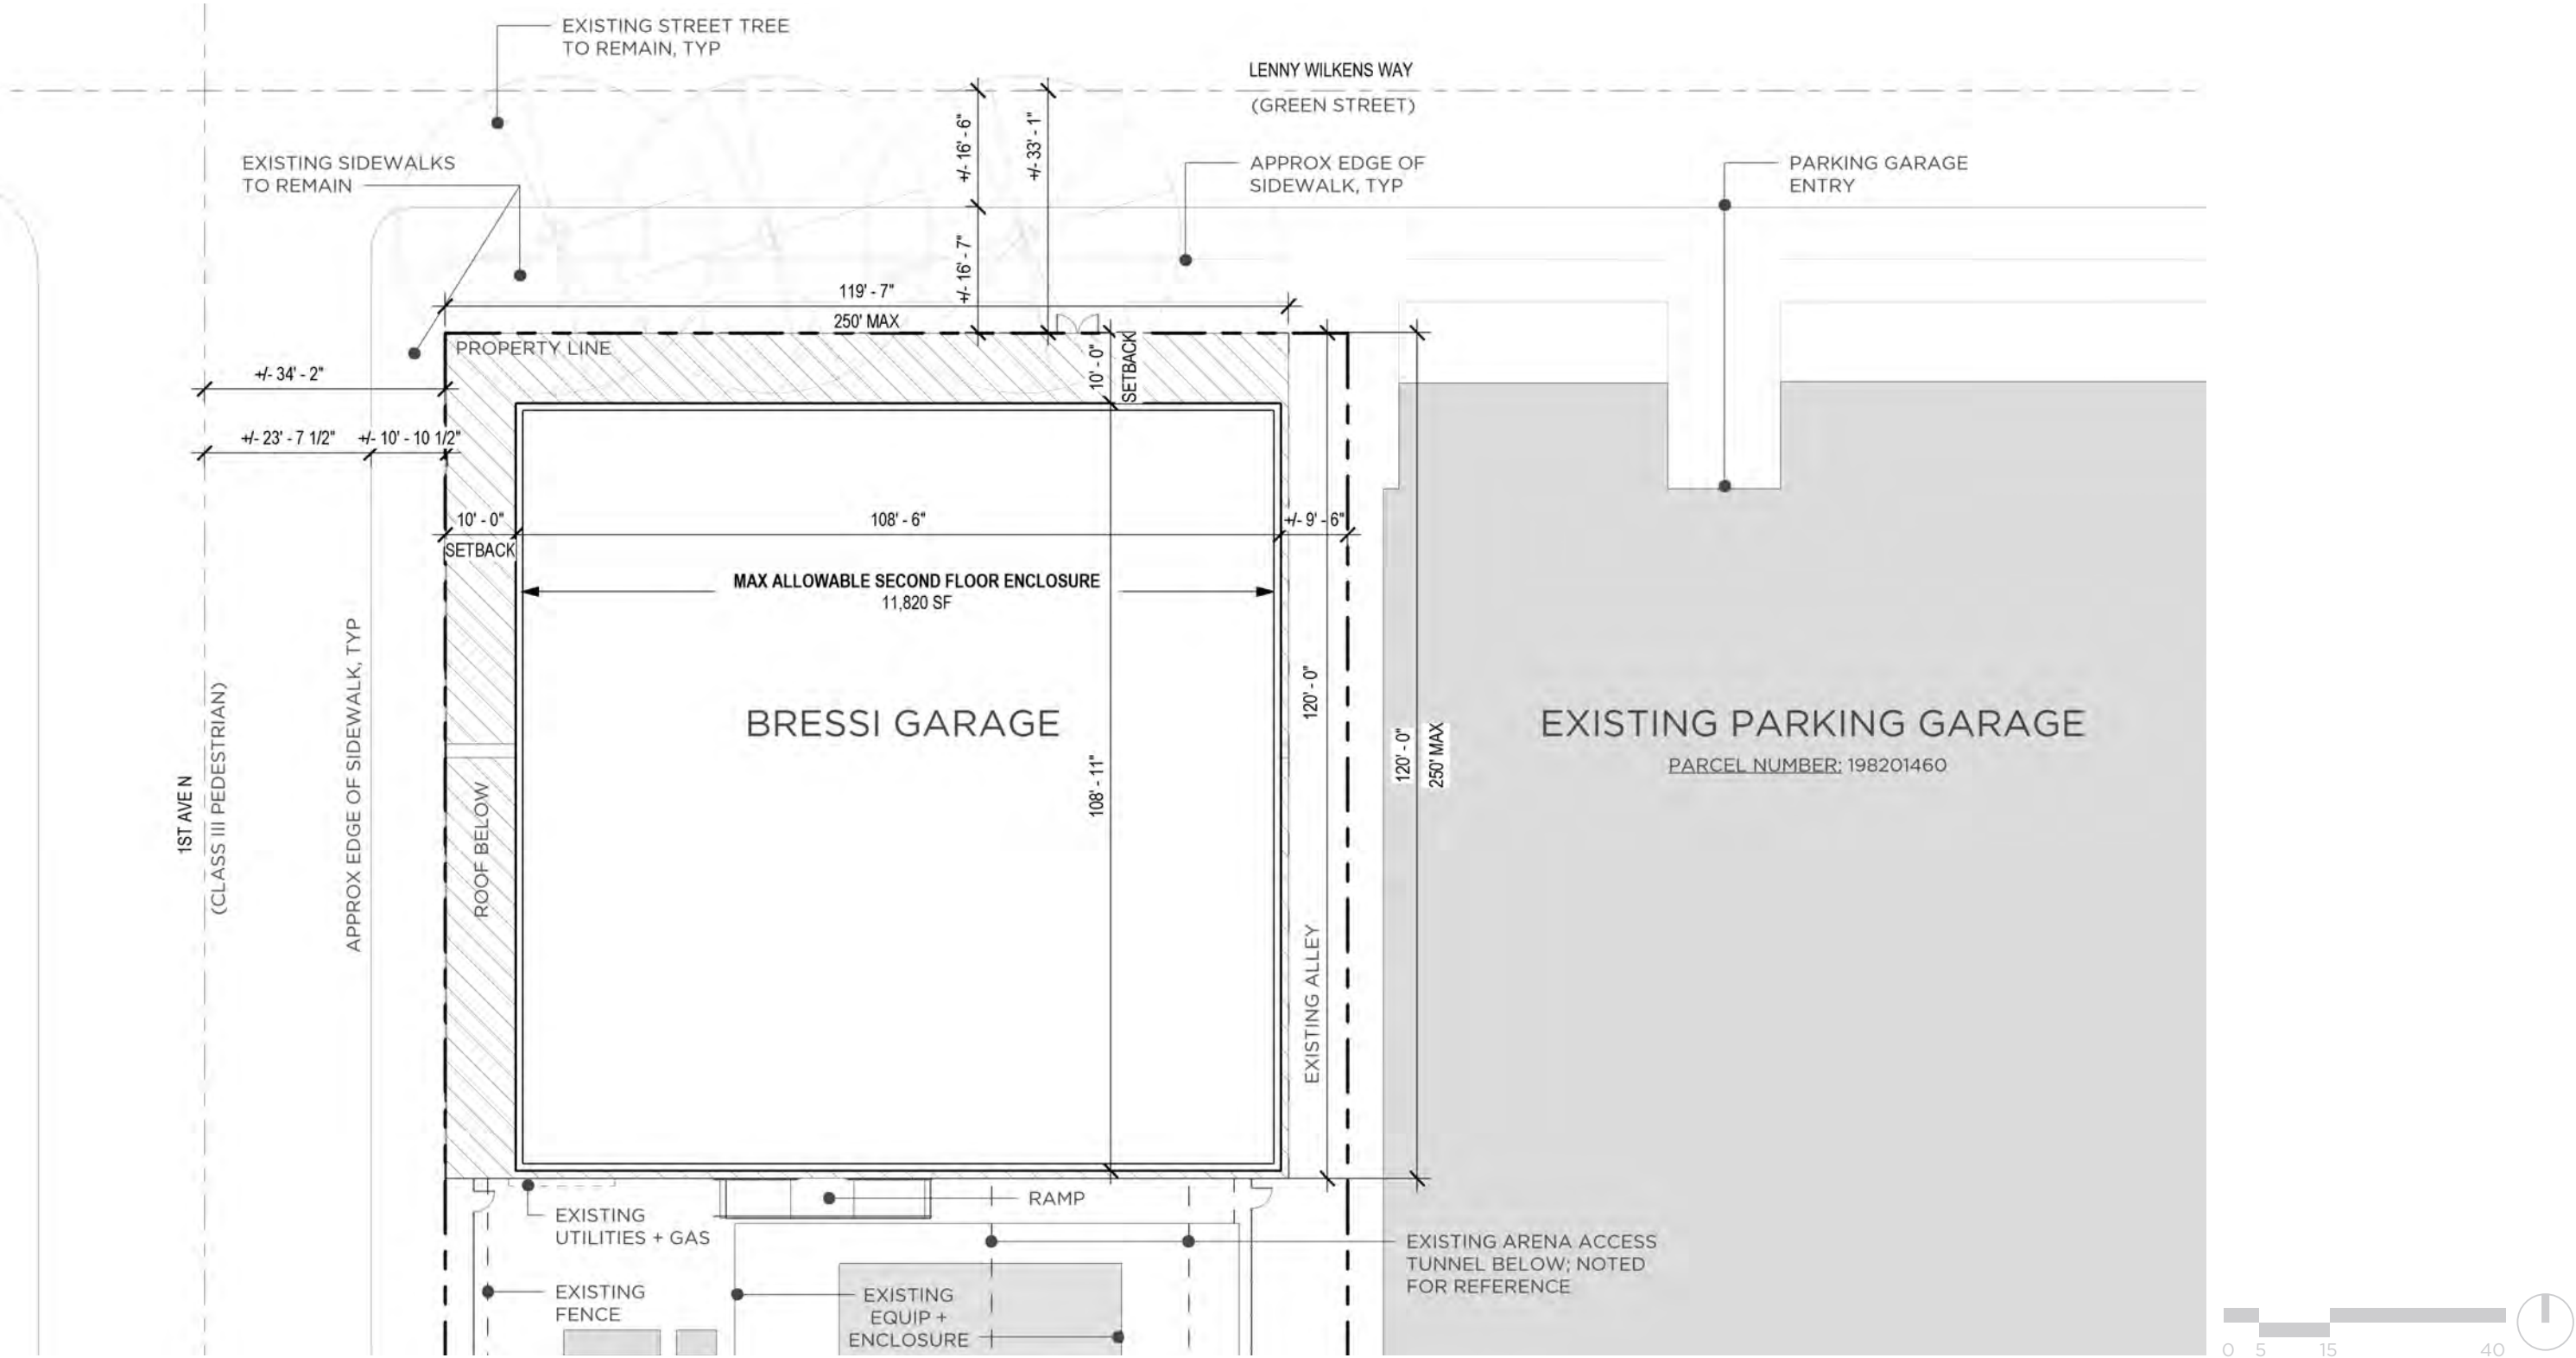 EXISTING STREET TREE
TO REMAIN, TYP
LENNY WILKENS WAY
(GREEN STREET)
+/- 16' - 6"
+/- 33' - 1"
EXISTING SIDEWALKS
TO REMAIN
APPROX EDGE OF
SIDEWALK, TYP
PARKING GARAGE
ENTRY
+/- 16' - 7"
119' - 7"
250' MAX
PROPERTY LINE
10' - 0"
SETBACK
+/- 34' - 2"
+/- 23' - 7 1/2"
+/- 10' - 10 1/2"
10' - 0"
SETBACK
108' - 6"
+/- 9' - 6"
MAX ALLOWABLE SECOND FLOOR ENCLOSURE
11,820 SF
BRESSI GARAGE
120' - 0"
120' - 0"
250' MAX
108' - 11"
EXISTING PARKING GARAGE
PARCEL NUMBER: 198201460
1ST AVE N
(CLASS III PEDESTRIAN)
APPROX EDGE OF SIDEWALK, TYP
ROOF BELOW
EXISTING ALLEY
RAMP
EXISTING
UTILITIES + GAS
EXISTING
FENCE
EXISTING
EQUIP +
ENCLOSURE
EXISTING ARENA ACCESS
TUNNEL BELOW; NOTED
FOR REFERENCE
0 5 15 40